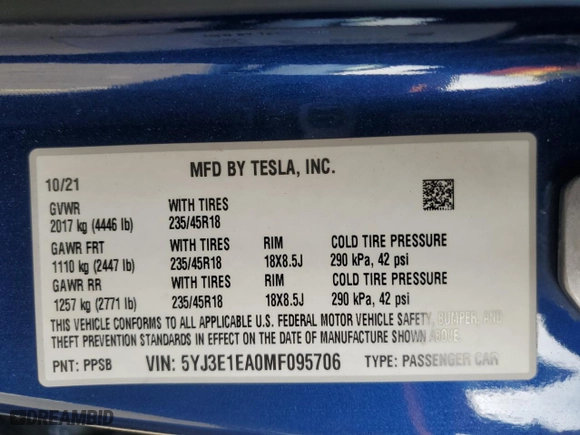 MFD BY TESLA, INC.
10/21
GVWR WITH TIRES
2017 kg (4446 lb) 235/45R18
GAWR FRT WITH TIRES RIM COLD TIRE PRESSURE
1110 kg (2447 lb) 235/45R18 18X8.5J 290 kPa, 42 psi
GAWR RR WITH TIRES RIM COLD TIRE PRESSURE
1257 kg (2771 lb) 235/45R18 18X8.5J 290 kPa, 42 psi
THIS VEHICLE CONFORMS TO ALL APPLICABLE U.S. FEDERAL MOTOR VEHICLE SAFETY, BUMPER, AND
THEFT PREVENTION STANDARDS IN EFFECT ON THE DATE OF MANUFACTURE SHOWN ABOVE.
PNT: PPSB VIN: 5YJ3E1EA0MF095706 TYPE: PASSENGER CAR
DREAMBID